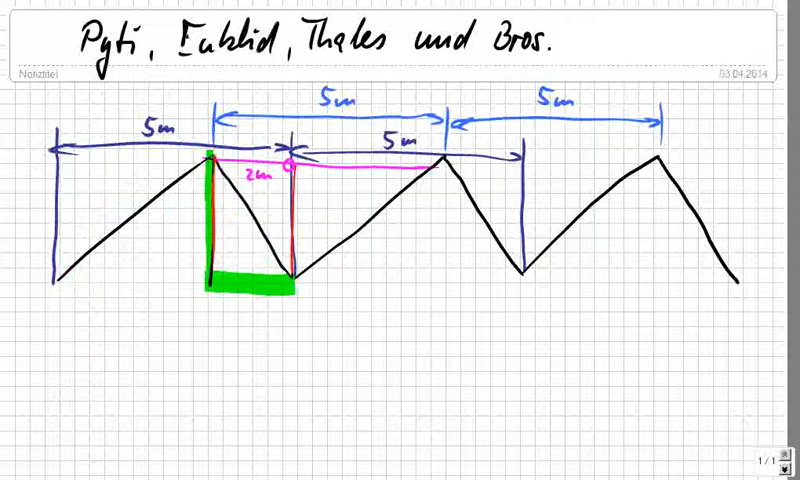 Pyti, Euklid, Thales und Bros.
Notiztitel
03.04.2014
5m
5m
5m
5m
2m
1/1